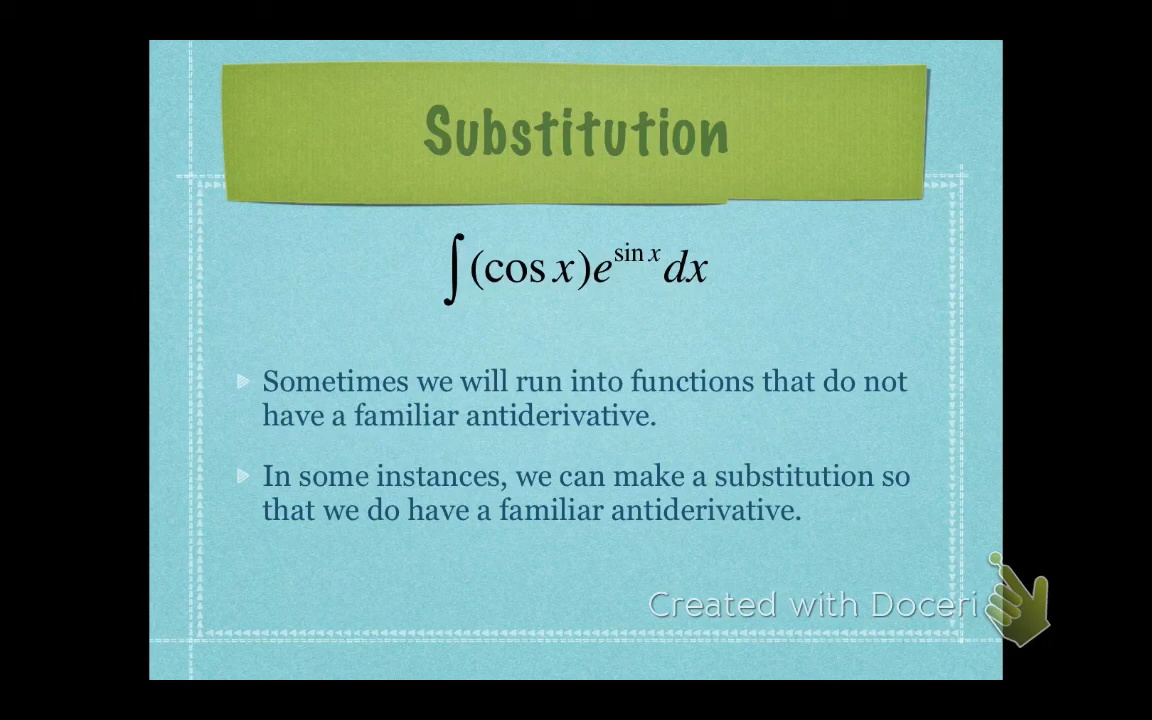 Substitution
∫(cos x)e^{sin x} dx
Sometimes we will run into functions that do not
have a familiar antiderivative.
In some instances, we can make a substitution so
that we do have a familiar antiderivative.
Created with Doceri